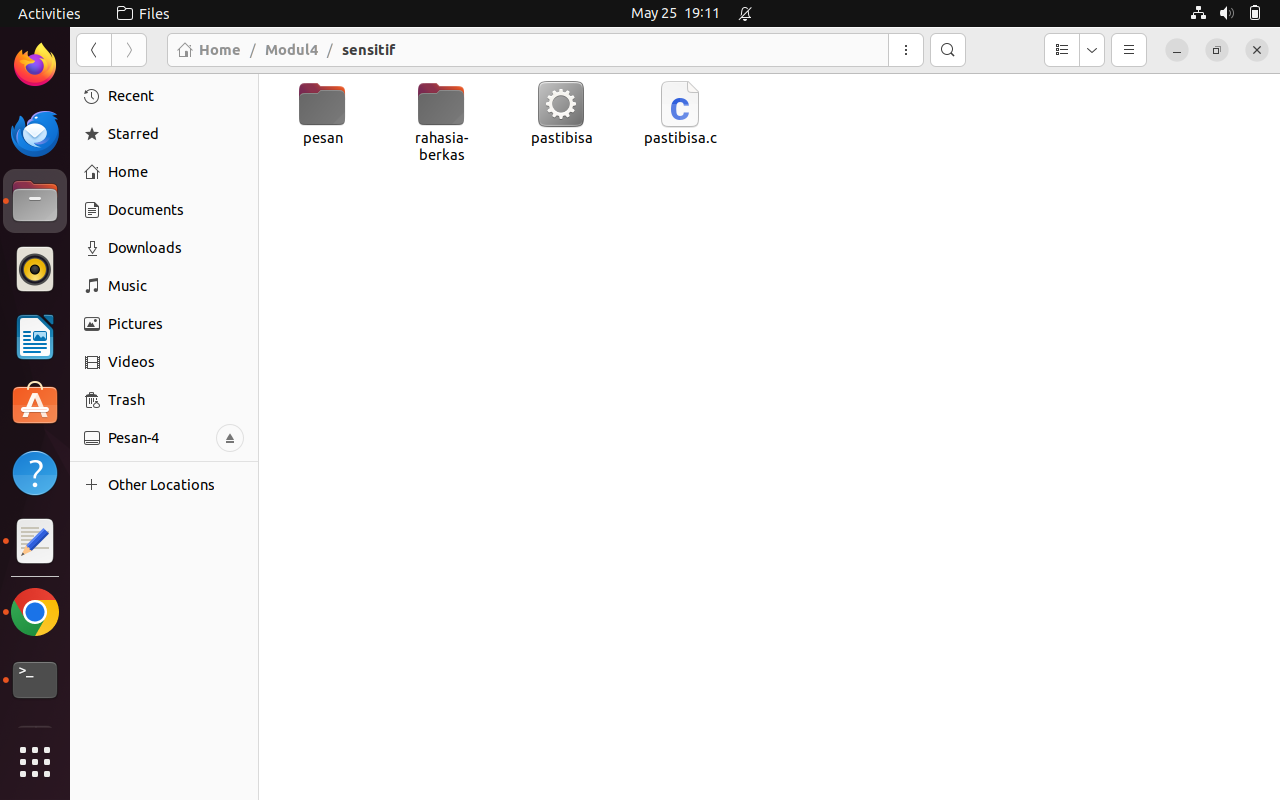 Activities
Files
May 25 19:11
Home / Modul4 / sensitif
Recent
Starred
Home
Documents
Downloads
Music
Pictures
Videos
Trash
Pesan-4
Other Locations
pesan
rahasia-
berkas
pastibisa
pastibisa.c